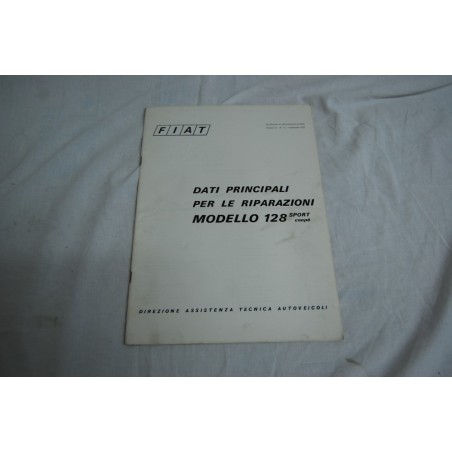 FIAT
DATI PRINCIPALI
PER LE RIPARAZIONI
MODELLO 128 SPORT coupé
DIREZIONE ASSISTENZA TECNICA AUTOVEICOLI